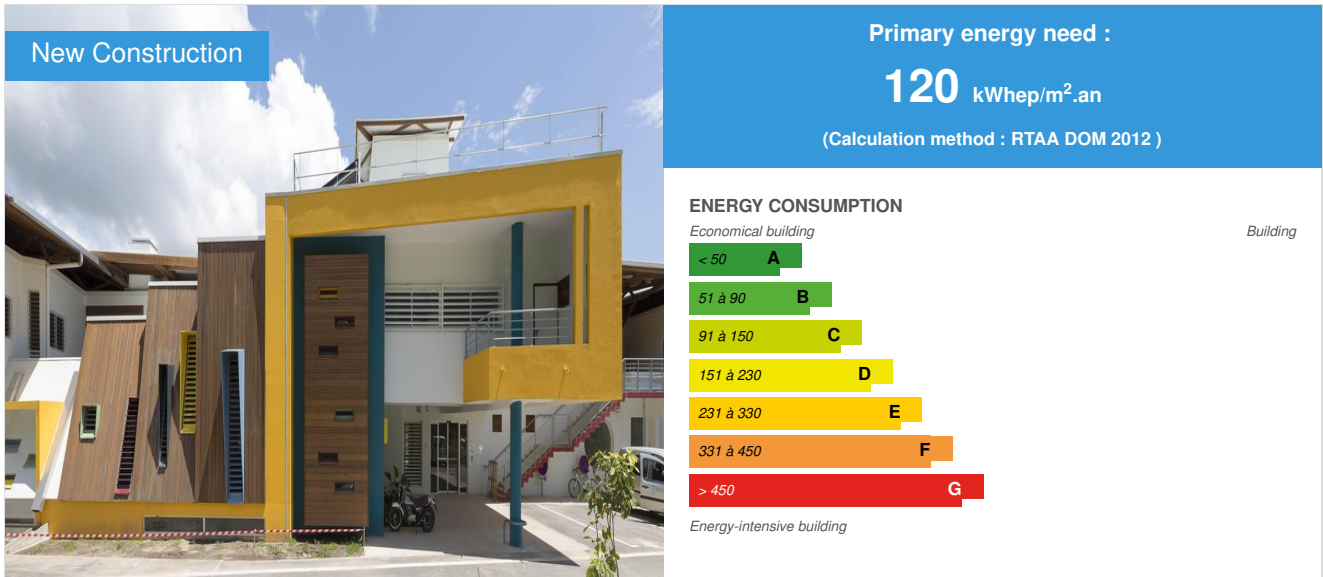 New Construction
Primary energy need :
120 kWhep/m².an
(Calculation method : RTAA DOM 2012 )
ENERGY CONSUMPTION
Economical building
Building
< 50 A
51 à 90 B
91 à 150 C
151 à 230 D
231 à 330 E
331 à 450 F
> 450 G
Energy-intensive building